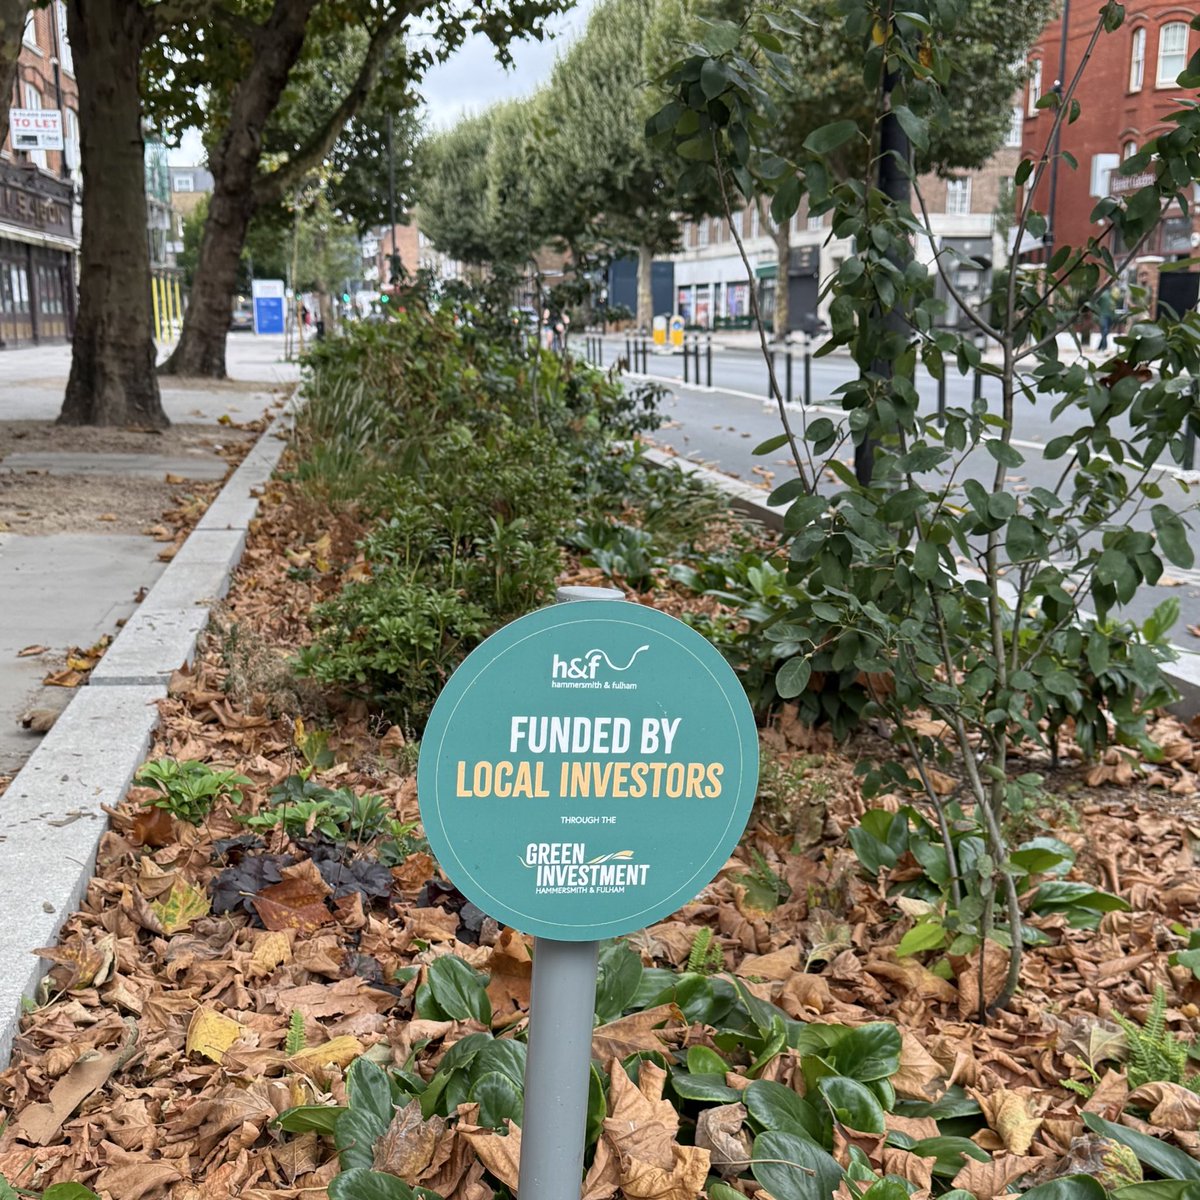 TO LET
h&f
hammersmith & fulham
FUNDED BY
LOCAL INVESTORS
THROUGH THE
GREEN
INVESTMENT
HAMMERSMITH & FULHAM